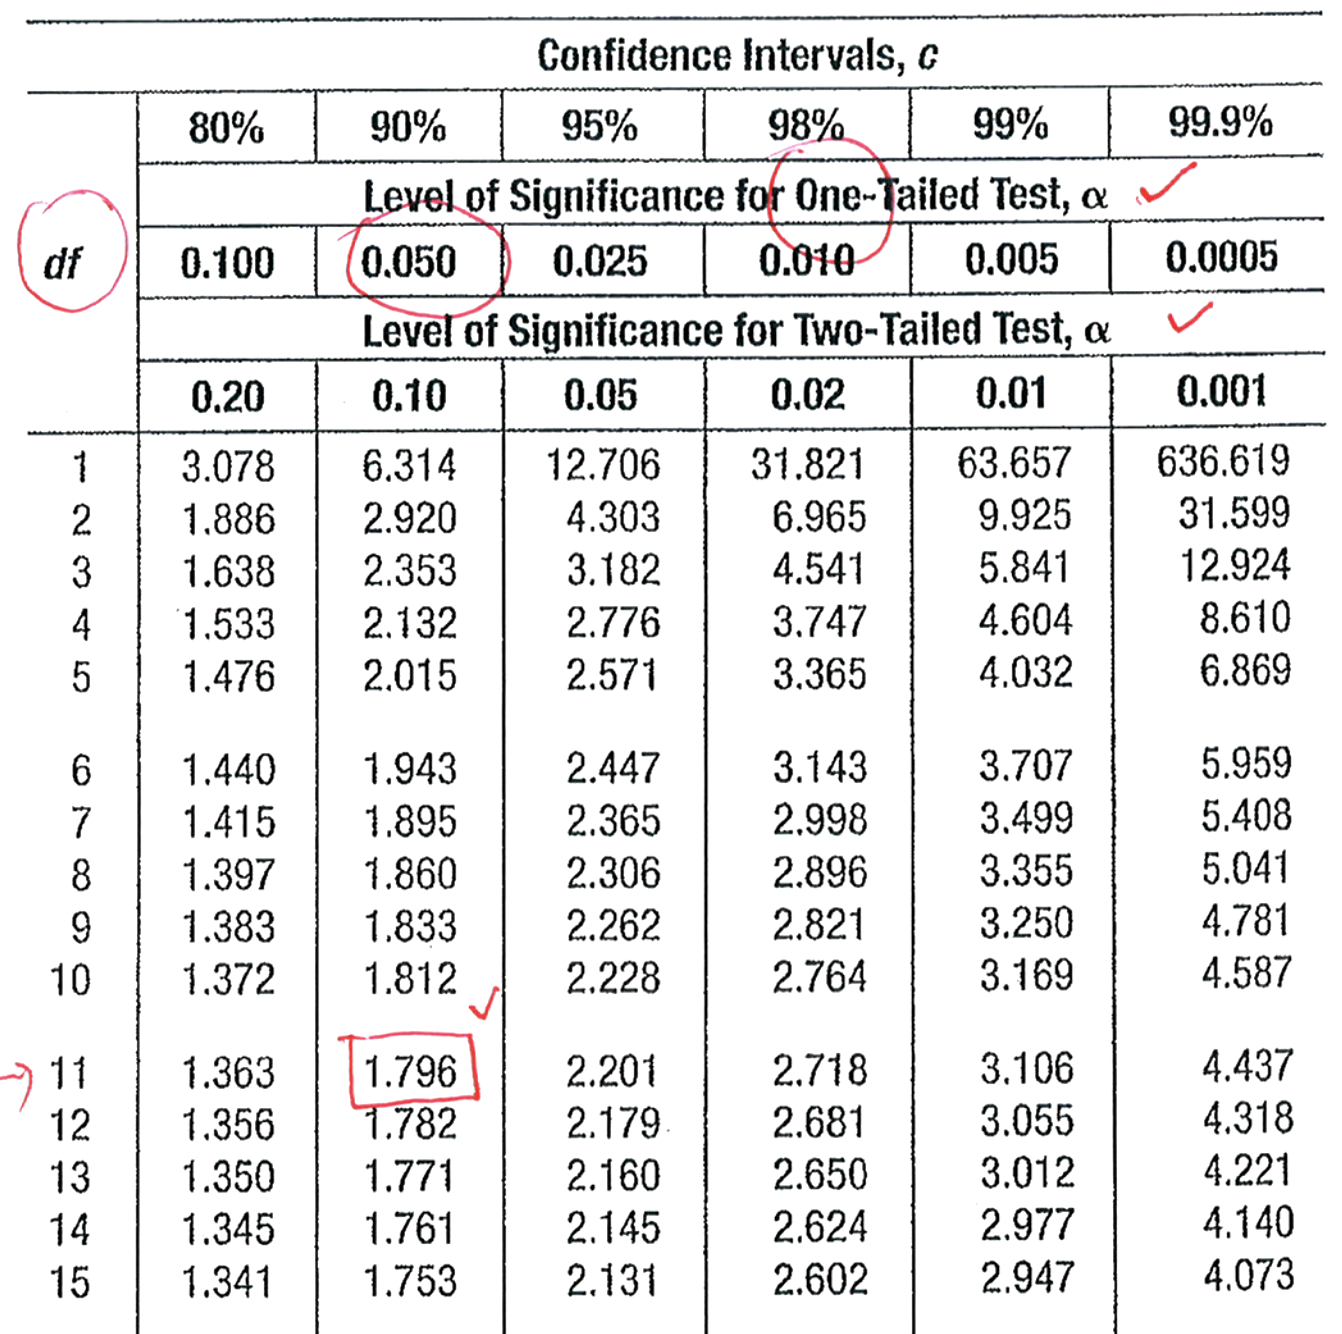 Confidence Intervals, c
80% 90% 95% 98% 99% 99.9%
Level of Significance for One-Tailed Test, α
df 0.100 0.050 0.025 0.010 0.005 0.0005
Level of Significance for Two-Tailed Test, α
0.20 0.10 0.05 0.02 0.01 0.001
1 3.078 6.314 12.706 31.821 63.657 636.619
2 1.886 2.920 4.303 6.965 9.925 31.599
3 1.638 2.353 3.182 4.541 5.841 12.924
4 1.533 2.132 2.776 3.747 4.604 8.610
5 1.476 2.015 2.571 3.365 4.032 6.869
6 1.440 1.943 2.447 3.143 3.707 5.959
7 1.415 1.895 2.365 2.998 3.499 5.408
8 1.397 1.860 2.306 2.896 3.355 5.041
9 1.383 1.833 2.262 2.821 3.250 4.781
10 1.372 1.812 2.228 2.764 3.169 4.587
11 1.363 1.796 2.201 2.718 3.106 4.437
12 1.356 1.782 2.179 2.681 3.055 4.318
13 1.350 1.771 2.160 2.650 3.012 4.221
14 1.345 1.761 2.145 2.624 2.977 4.140
15 1.341 1.753 2.131 2.602 2.947 4.073